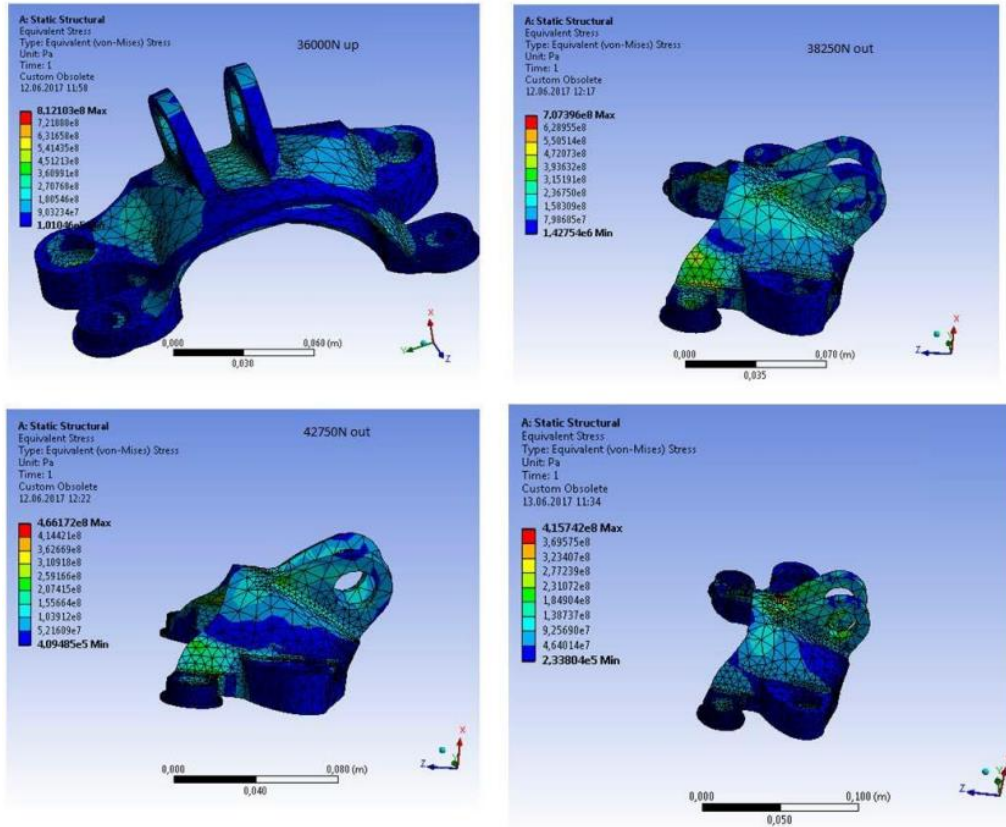 A: Static Structural
Equivalent Stress
Type: Equivalent (von-Mises) Stress
Unit: Pa
Time: 1
Custom Obsolete
12.06.2017 11:58
36000N up
8,12103e8 Max
7,21880e8
6,31658e8
5,41435e8
4,51213e8
3,60991e8
2,70768e8
1,80546e8
9,03234e7
1,01046e5 Min
X
Y
Z
0,000
0,060 (m)
0,030
A: Static Structural
Equivalent Stress
Type: Equivalent (von-Mises) Stress
Unit: Pa
Time: 1
Custom Obsolete
12.06.2017 12:17
38250N out
7,07396e8 Max
6,28955e8
5,50514e8
4,72073e8
3,93632e8
3,15191e8
2,36750e8
1,58309e8
7,98685e7
1,42754e6 Min
X
Y
Z
0,000
0,070 (m)
0,035
A: Static Structural
Equivalent Stress
Type: Equivalent (von-Mises) Stress
Unit: Pa
Time: 1
Custom Obsolete
12.06.2017 12:22
42750N out
4,66172e8 Max
4,14421e8
3,62669e8
3,10918e8
2,59166e8
2,07415e8
1,55664e8
1,03912e8
5,21609e7
4,09485e5 Min
X
Y
Z
0,000
0,080 (m)
0,040
A: Static Structural
Equivalent Stress
Type: Equivalent (von-Mises) Stress
Unit: Pa
Time: 1
Custom Obsolete
13.06.2017 11:34
4,15742e8 Max
3,69575e8
3,23407e8
2,77239e8
2,31072e8
1,84904e8
1,38737e8
9,25690e7
4,64014e7
2,33804e5 Min
X
Y
Z
0,000
0,100 (m)
0,050